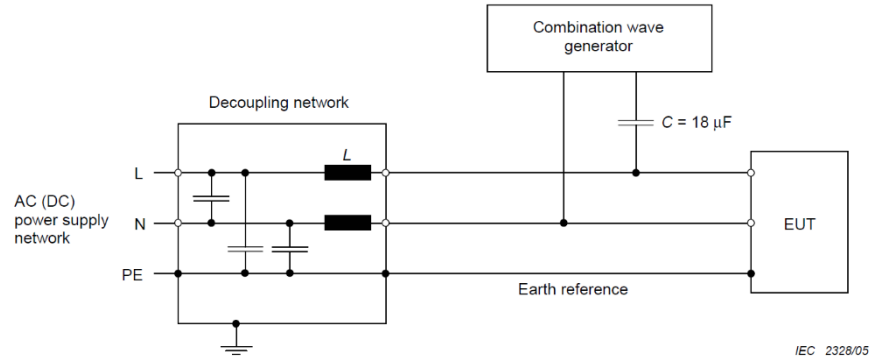 Combination wave
generator
Decoupling network
C = 18 μF
L
L
AC (DC)
power supply
network
N
EUT
PE
Earth reference
IEC 2328/05